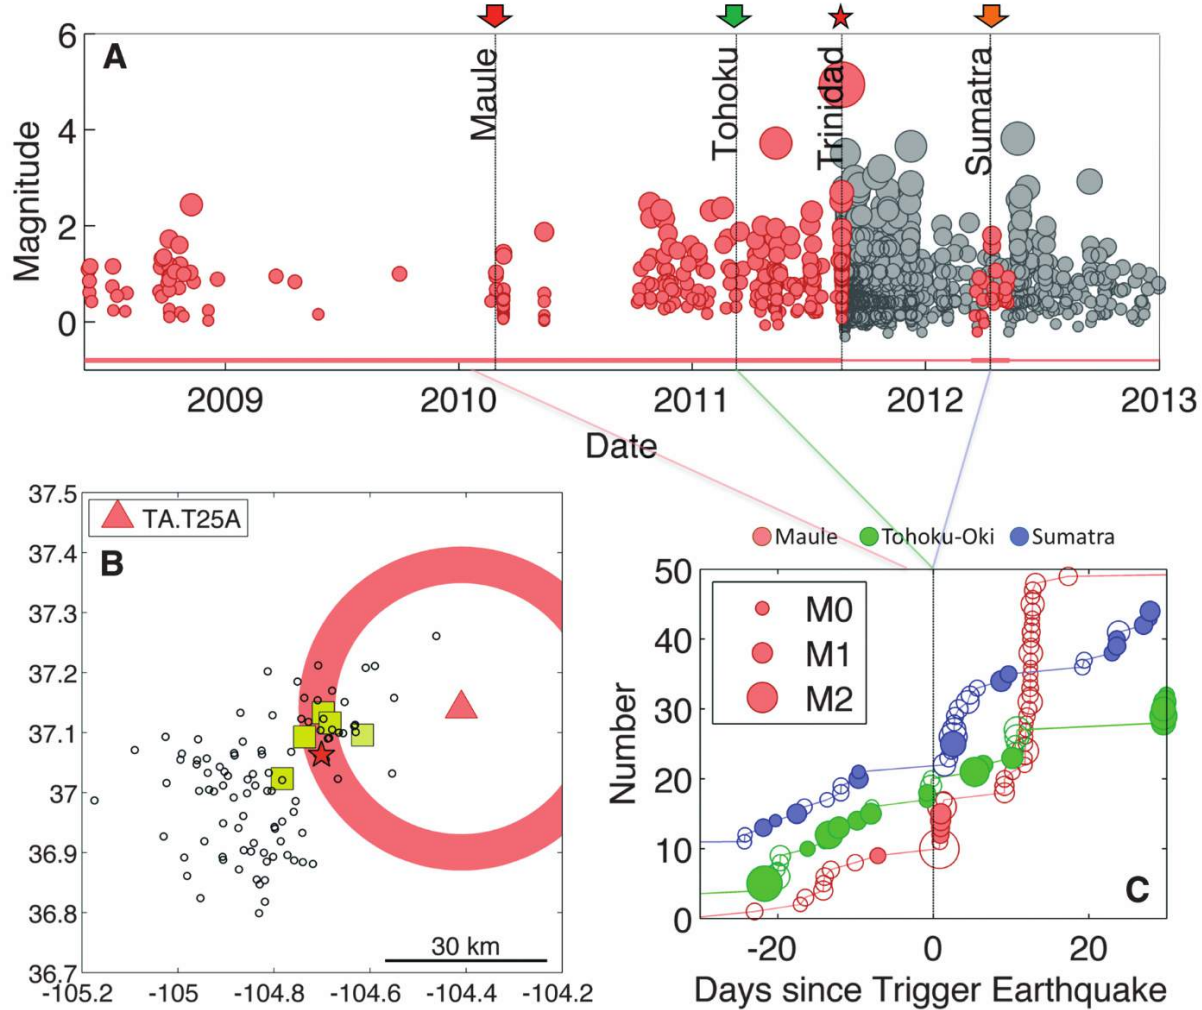 A
Maule
Tohoku
Trinidad
Sumatra
Magnitude
6
4
2
0
2009 2010 2011 2012 2013
Date
TA.T25A
B
37.5
37.4
37.3
37.2
37.1
37
36.9
36.8
36.7
30 km
-105.2 -105 -104.8 -104.6 -104.4 -104.2
Maule Tohoku-Oki Sumatra
M0
M1
M2
Number
50
40
30
20
10
0
C
-20 0 20
Days since Trigger Earthquake